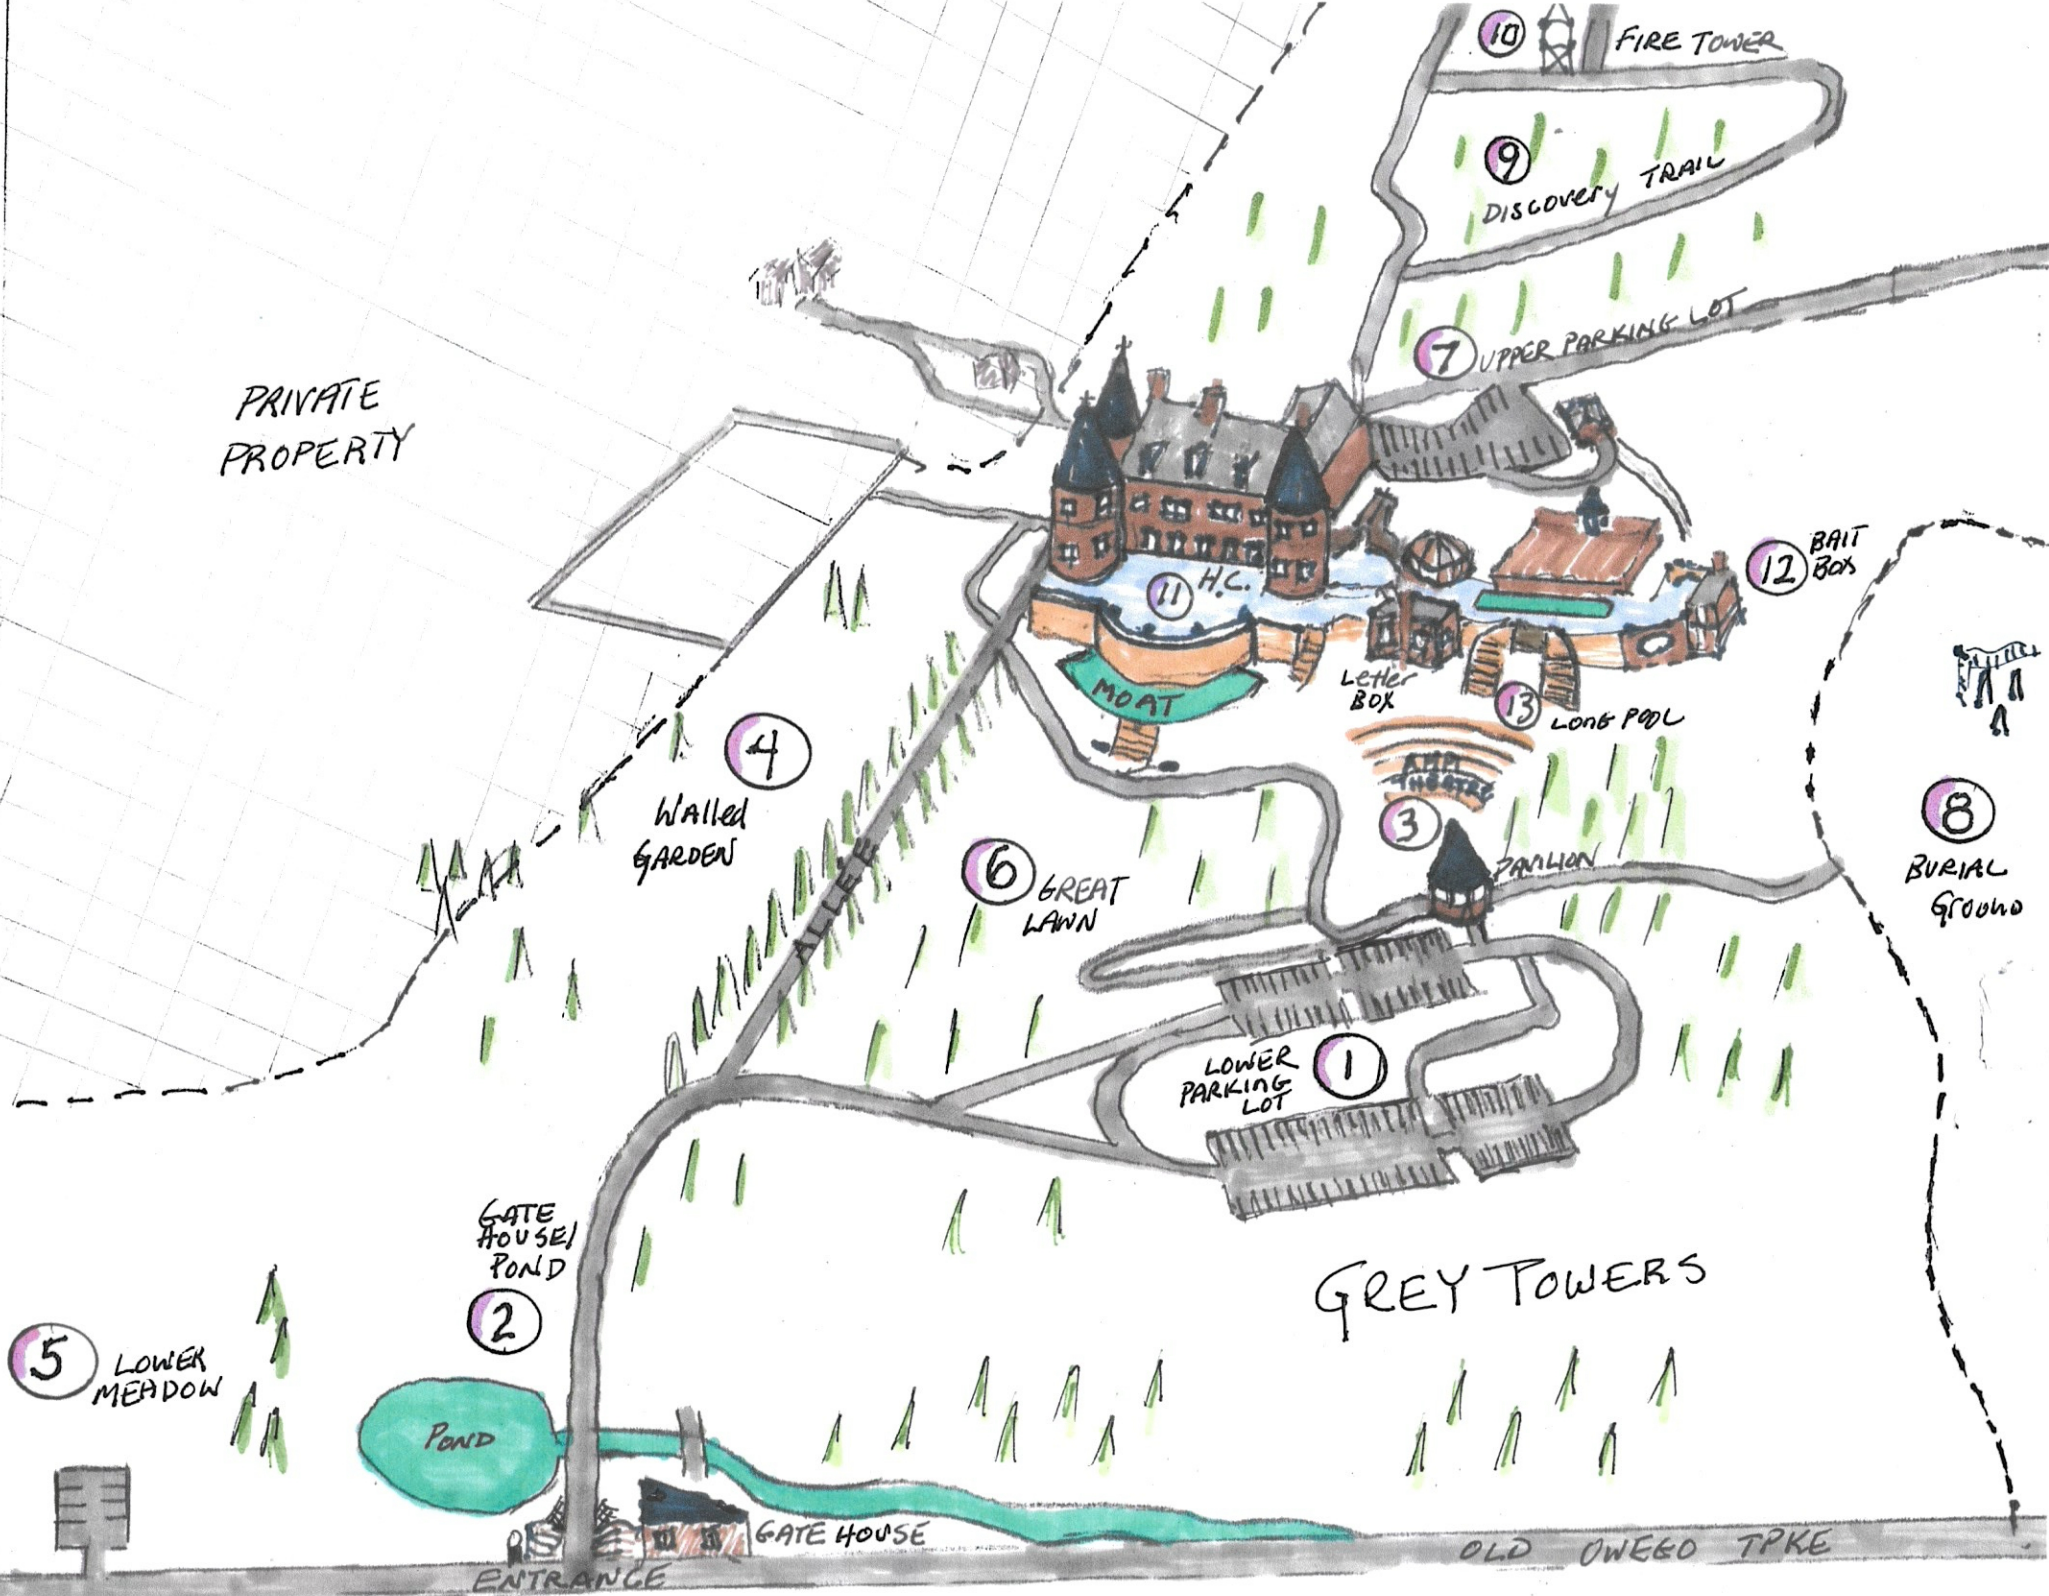 10
FIRE TOWER
9
DISCOVERY TRAIL
7 UPPER PARKING LOT
PRIVATE
PROPERTY
12 BAIT
BOX
11 H.C.
MOAT
Letter
BOX
13 LONG POOL
AMPI
THEATRE
3
PAVILION
4
Walled
GARDEN
ALLEE
6 GREAT
LAWN
8
BURIAL
Ground
LOWER
PARKING
LOT
1
GATE
HOUSE/
POND
2
GREY TOWERS
5 LOWER
MEADOW
POND
GATE HOUSE
OLD OWEGO TPKE
ENTRANCE